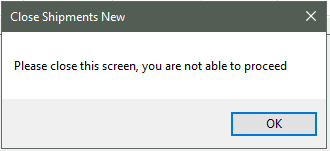 Close Shipments New
Please close this screen, you are not able to proceed
OK